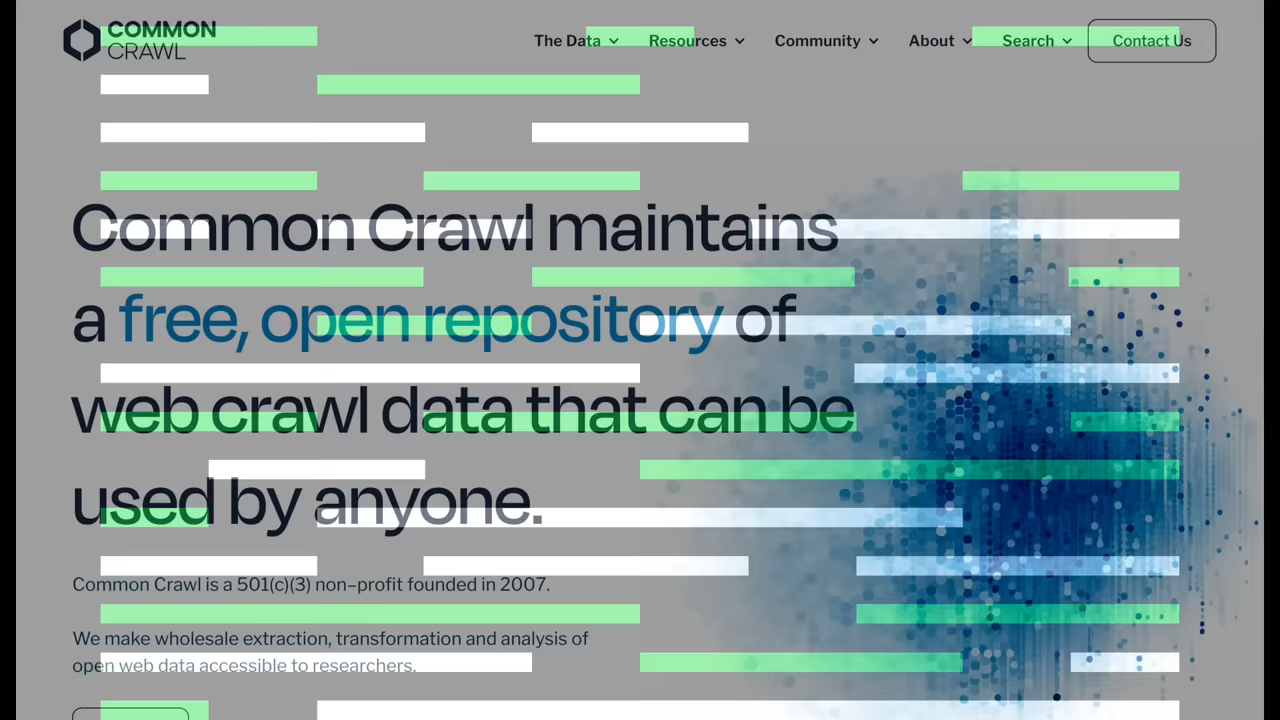 COMMON
CRAWL
The Data Resources Community About Search Contact Us
Common Crawl maintains
a free, open repository of
web crawl data that can be
used by anyone.
Common Crawl is a 501(c)(3) non–profit founded in 2007.
We make wholesale extraction, transformation and analysis of
open web data accessible to researchers.